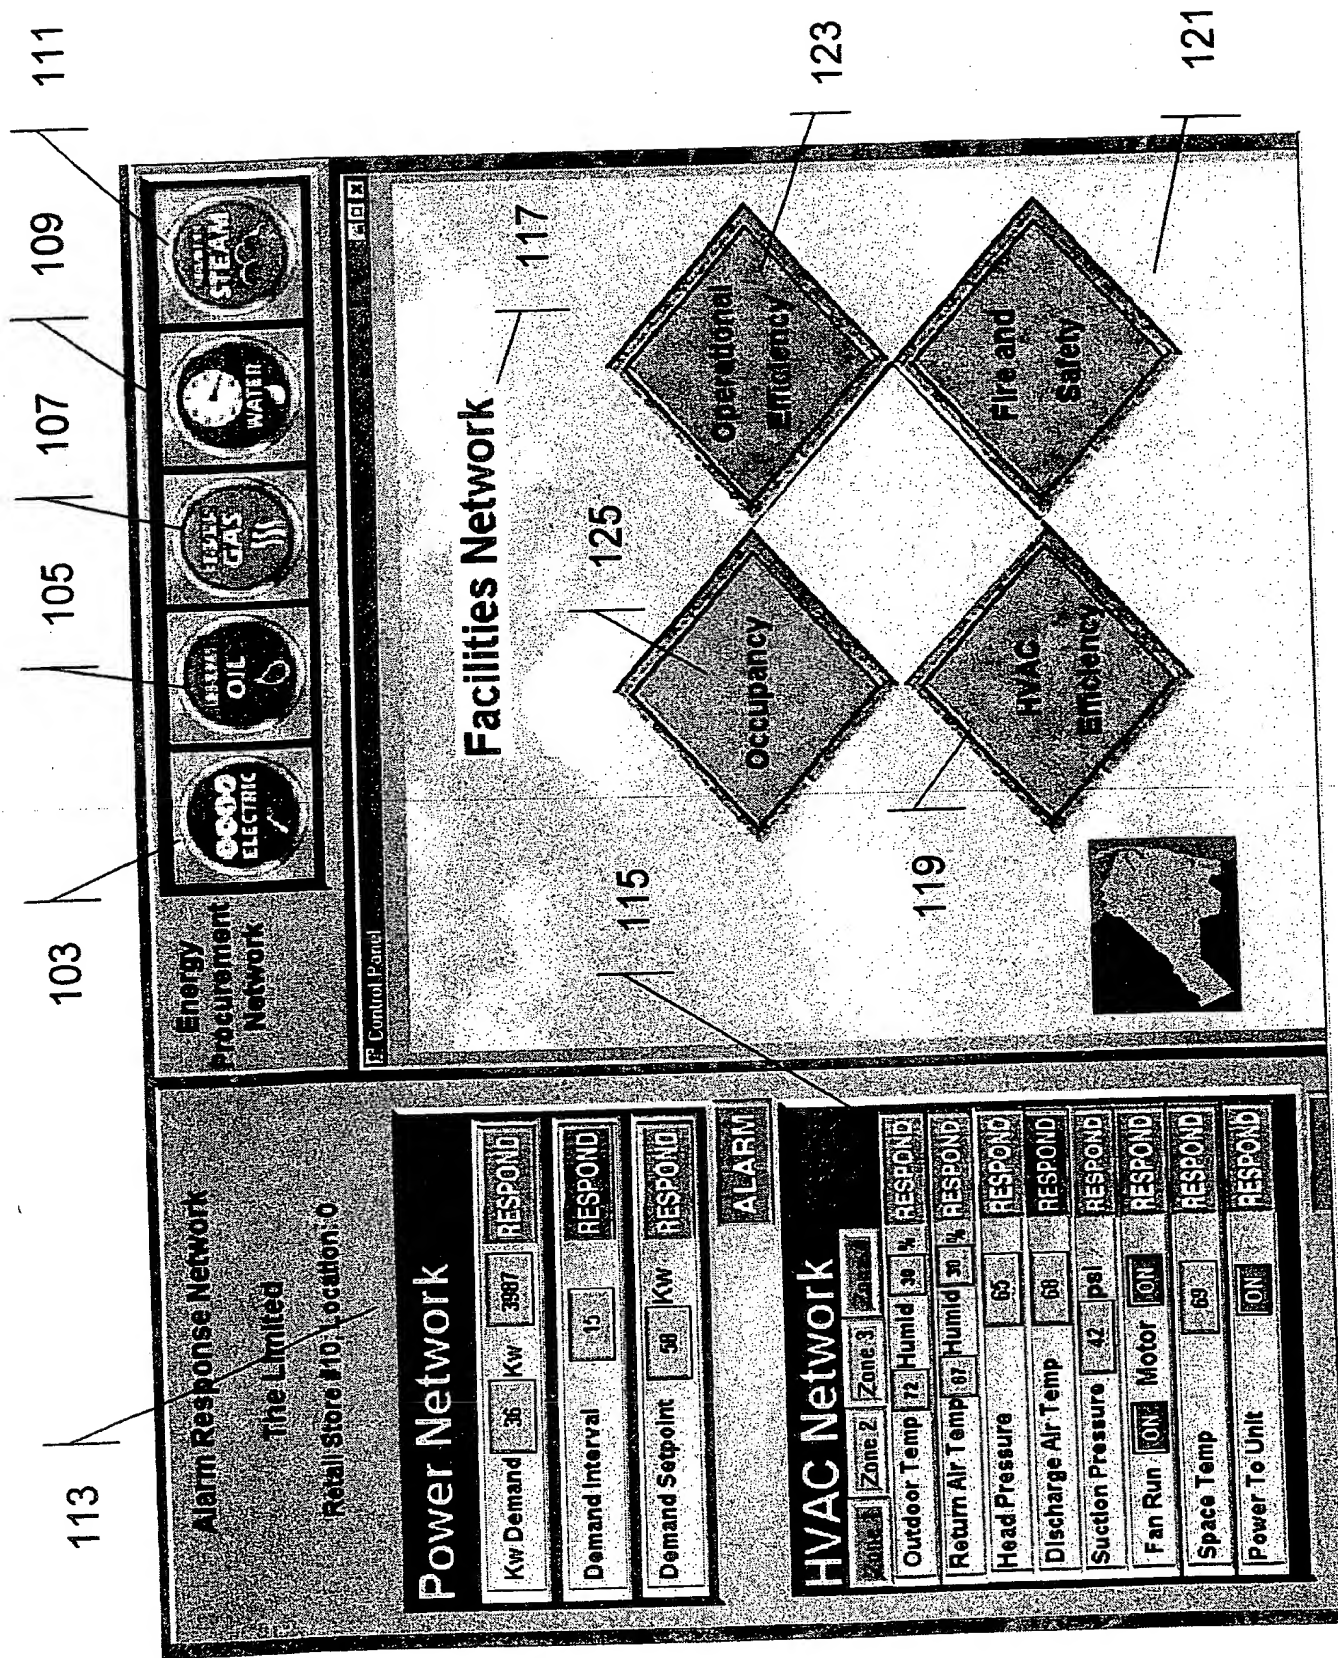 103
105
107
109
111
Alarm Response Network
The Limited
Retail Store #10, Location: 0
Energy
Procurement
Network
ELECTRIC
OIL
GAS
WATER
STEAM
113
Power Network
Kw Demand 36 Kw 3987 RESPOND
Demand Interval 15 RESPOND
Demand Setpoint 58 KW RESPOND
ALARM
115
HVAC Network
Zone 1 Zone 2 Zone 3
Outdoor Temp 72 Humid 39 % RESPOND
Return Air Temp 67 Humid 38 % RESPOND
Head Pressure 65 RESPOND
Discharge Air Temp 68 RESPOND
Suction Pressure 42 psi RESPOND
Fan Run ON Motor ON RESPOND
Space Temp 69 RESPOND
Power To Unit ON RESPOND
Control Panel
Facilities Network
117
125
Occupancy
Operational
Efficiency
123
119
HVAC
Efficiency
Fire and
Safety
121